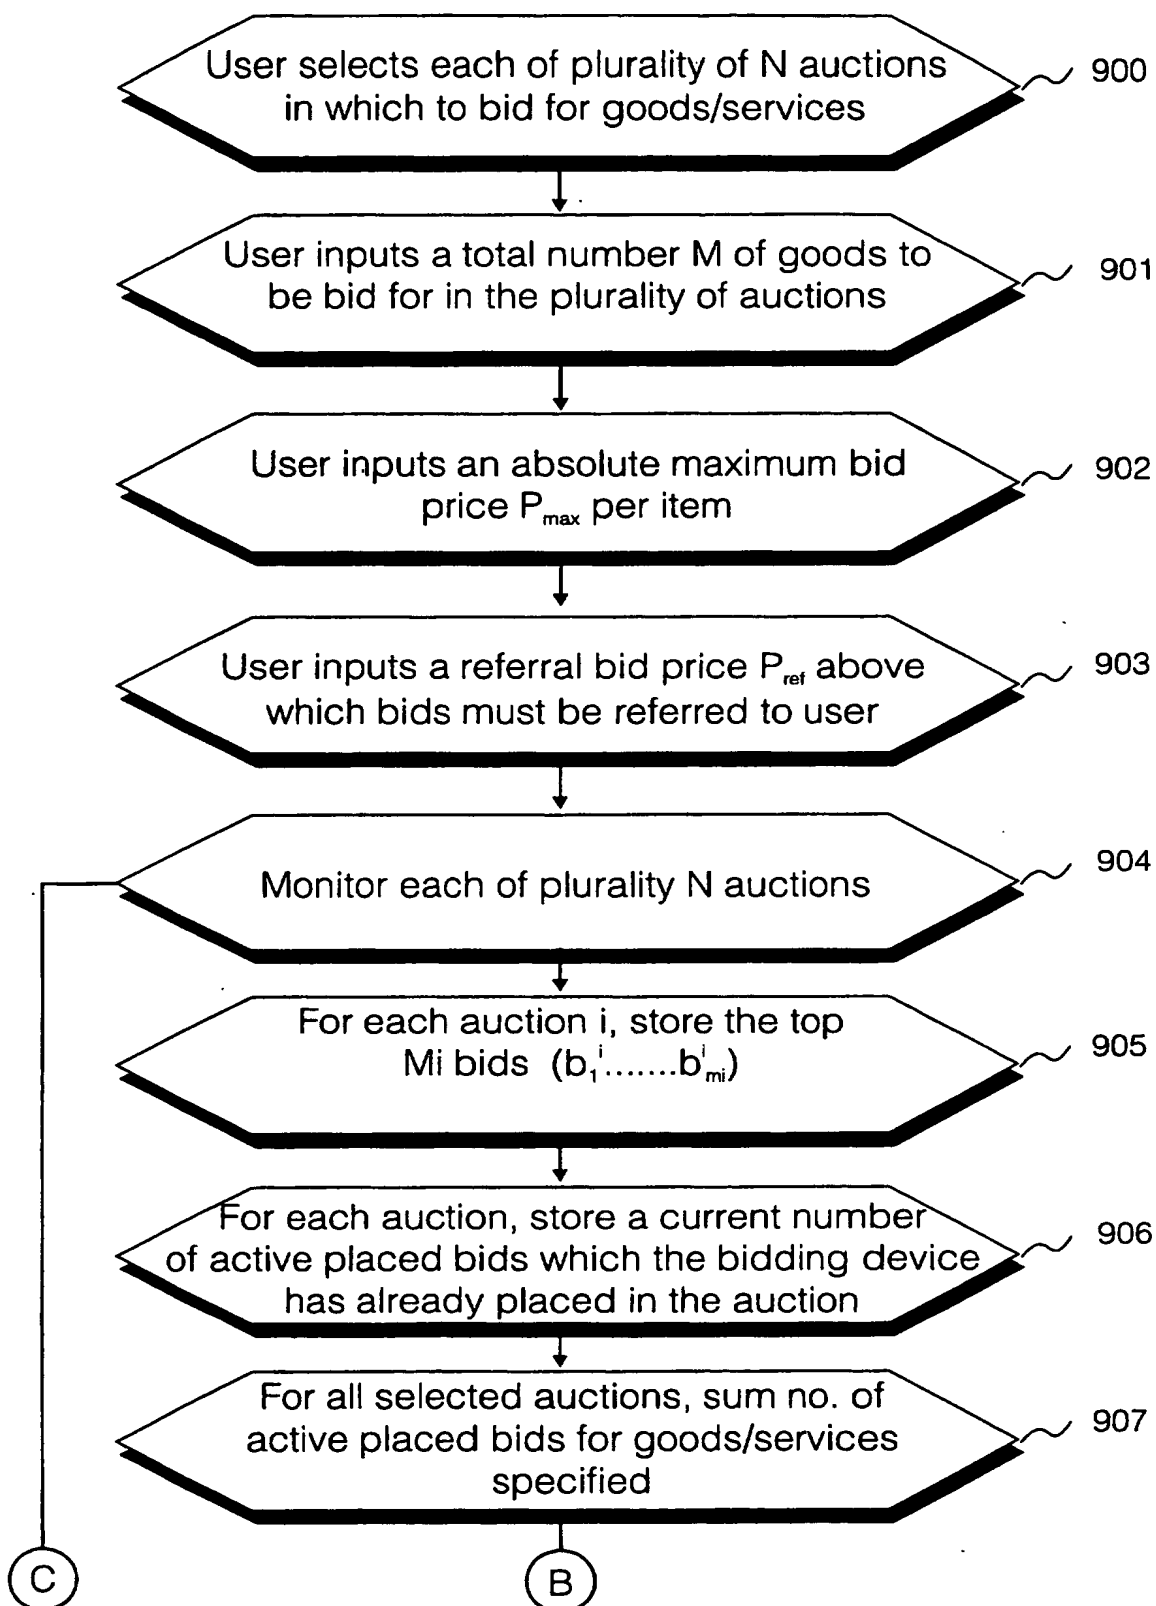 User selects each of plurality of N auctions
in which to bid for goods/services
900
User inputs a total number M of goods to
be bid for in the plurality of auctions
901
User inputs an absolute maximum bid
price Pmax per item
902
User inputs a referral bid price Pref above
which bids must be referred to user
903
Monitor each of plurality N auctions
904
For each auction i, store the top
Mi bids (b1i.......bmii)
905
For each auction, store a current number
of active placed bids which the bidding device
has already placed in the auction
906
For all selected auctions, sum no. of
active placed bids for goods/services
specified
907
C
B